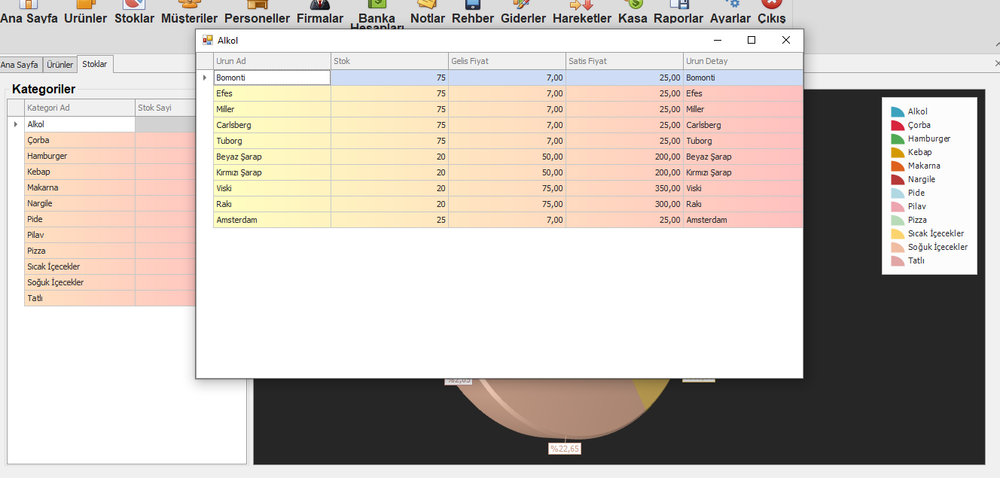 Ana Sayfa Ürünler Stoklar Müşteriler Personeller Firmalar Banka Hesapları Notlar Rehber Giderler Hareketler Kasa Raporlar Ayarlar Çıkış
Alkol
Ana Sayfa Ürünler Stoklar
Kategoriler
Kategori Ad Stok Sayi
Alkol
Çorba
Hamburger
Kebap
Makarna
Nargile
Pide
Pilav
Pizza
Sıcak İçecekler
Soğuk İçecekler
Tatlı
Urun Ad Stok Gelis Fiyat Satis Fiyat Urun Detay
Bomonti 75 7,00 25,00 Bomonti
Efes 75 7,00 25,00 Efes
Miller 75 7,00 25,00 Miller
Carlsberg 75 7,00 25,00 Carlsberg
Tuborg 75 7,00 25,00 Tuborg
Beyaz Şarap 20 50,00 200,00 Beyaz Şarap
Kırmızı Şarap 20 50,00 200,00 Kırmızı Şarap
Viski 20 75,00 350,00 Viski
Rakı 20 75,00 300,00 Rakı
Amsterdam 25 7,00 25,00 Amsterdam
Alkol
Çorba
Hamburger
Kebap
Makarna
Nargile
Pide
Pilav
Pizza
Sıcak İçecekler
Soğuk İçecekler
Tatlı
%22,65